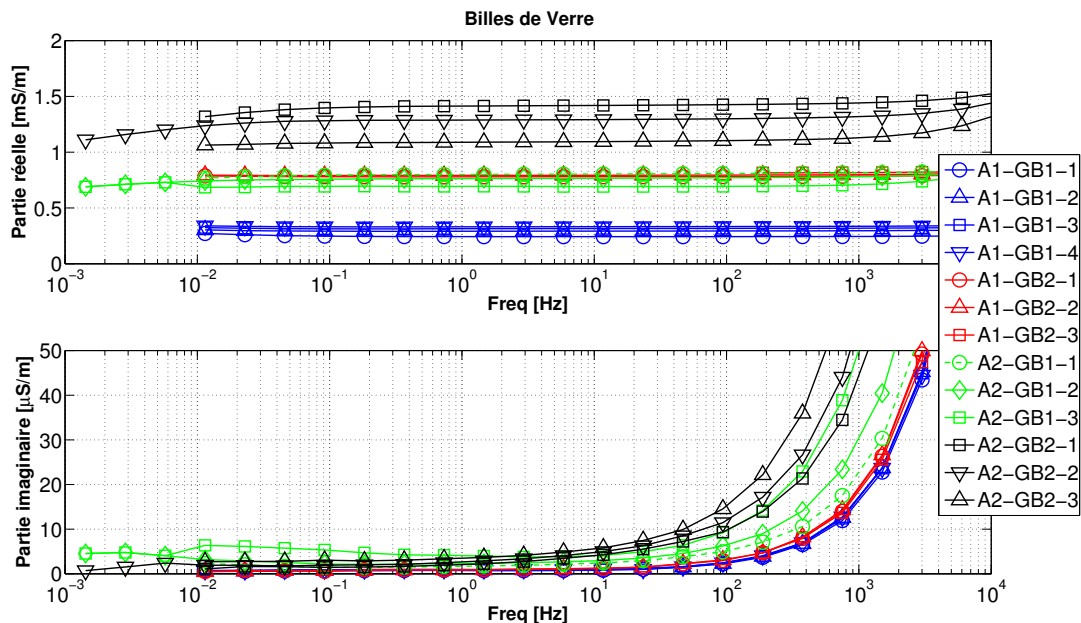 Billes de Verre
Partie réelle [mS/m]
2
1.5
1
0.5
0
10−3
10−2
10−1
100
101
102
103
Freq [Hz]
A1−GB1−1
A1−GB1−2
A1−GB1−3
A1−GB1−4
A1−GB2−1
A1−GB2−2
A1−GB2−3
A2−GB1−1
A2−GB1−2
A2−GB1−3
A2−GB2−1
A2−GB2−2
A2−GB2−3
Partie imaginaire [µS/m]
50
40
30
20
10
0
10−3
10−2
10−1
100
101
102
103
104
Freq [Hz]